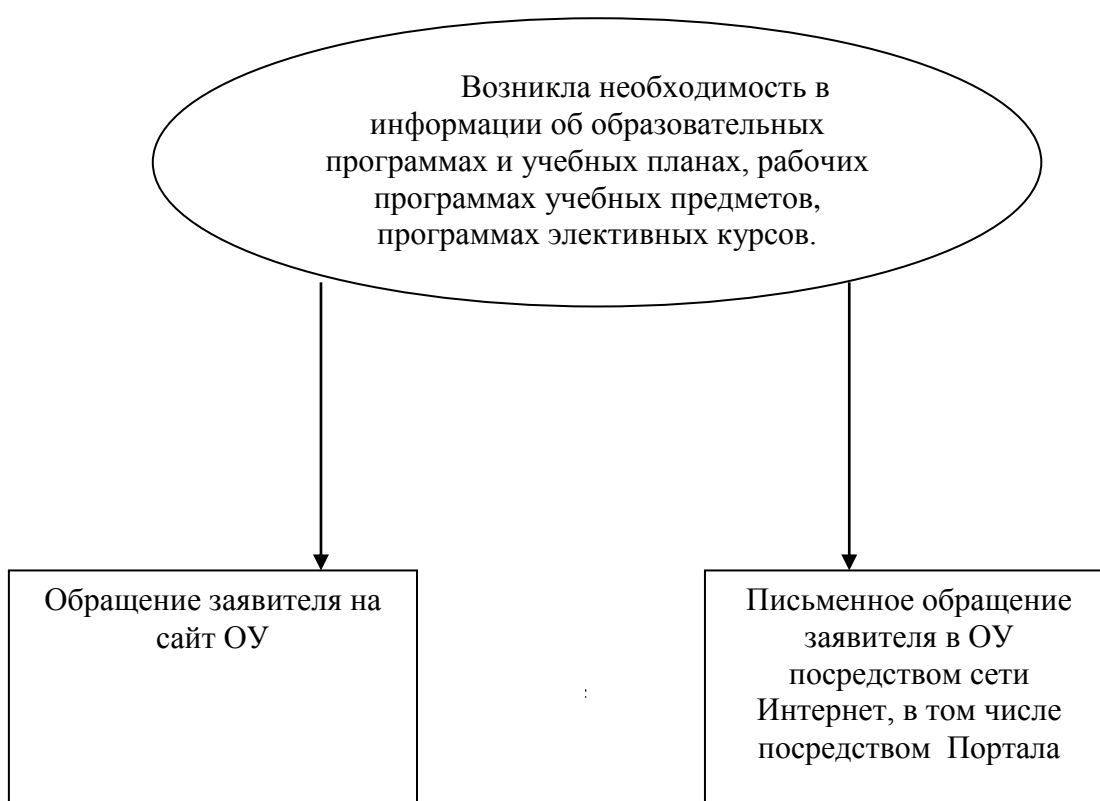 Возникла необходимость в
информации об образовательных
программах и учебных планах, рабочих
программах учебных предметов,
программах элективных курсов.
Обращение заявителя на
сайт ОУ
:
Письменное обращение
заявителя в ОУ
посредством сети
Интернет, в том числе
посредством Портала